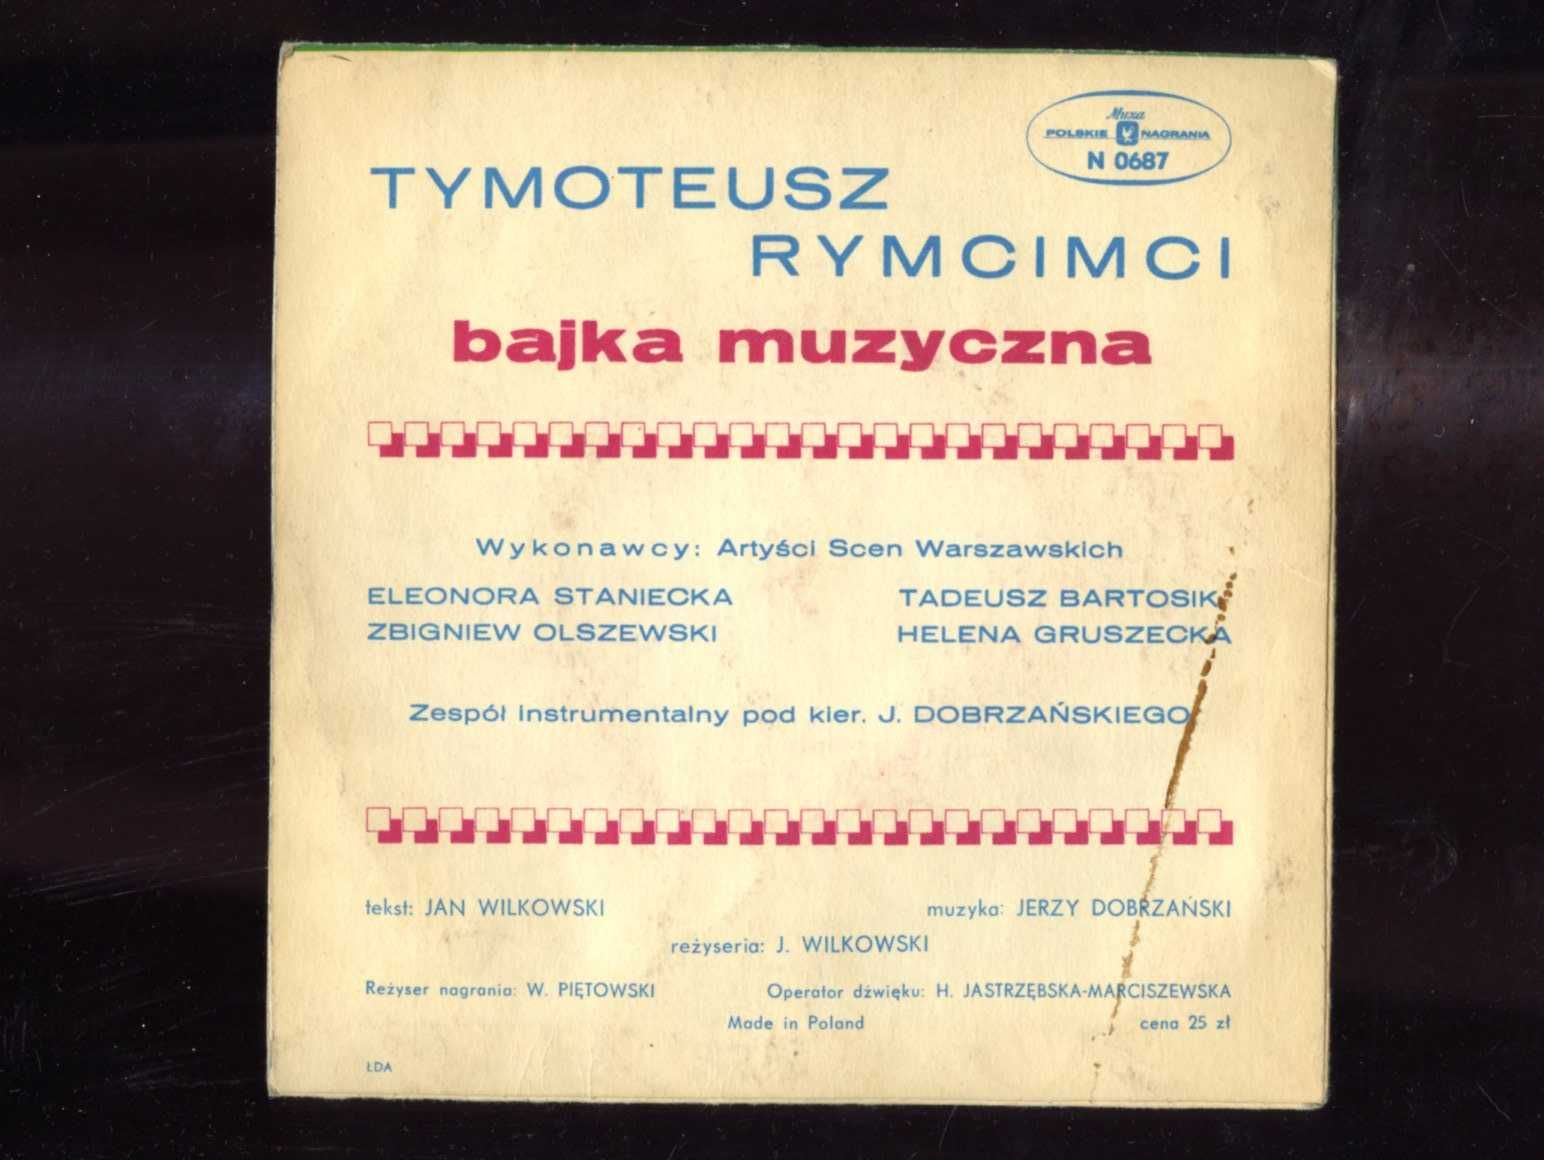 Muza
POLSKIE NAGRANIA
N 0687
TYMOTEUSZ
RYMCIMCI
bajka muzyczna
Wykonawcy: Artyści Scen Warszawskich
ELEONORA STANIECKA TADEUSZ BARTOSIK
ZBIGNIEW OLSZEWSKI HELENA GRUSZECKA
Zespół instrumentalny pod kier. J. DOBRZAŃSKIEGO
tekst: JAN WILKOWSKI muzyka: JERZY DOBRZAŃSKI
reżyseria: J. WILKOWSKI
Reżyser nagrania: W. PIĘTOWSKI Operator dźwięku: H. JASTRZĘBSKA-MARCISZEWSKA
Made in Poland cena 25 zł
ŁDA